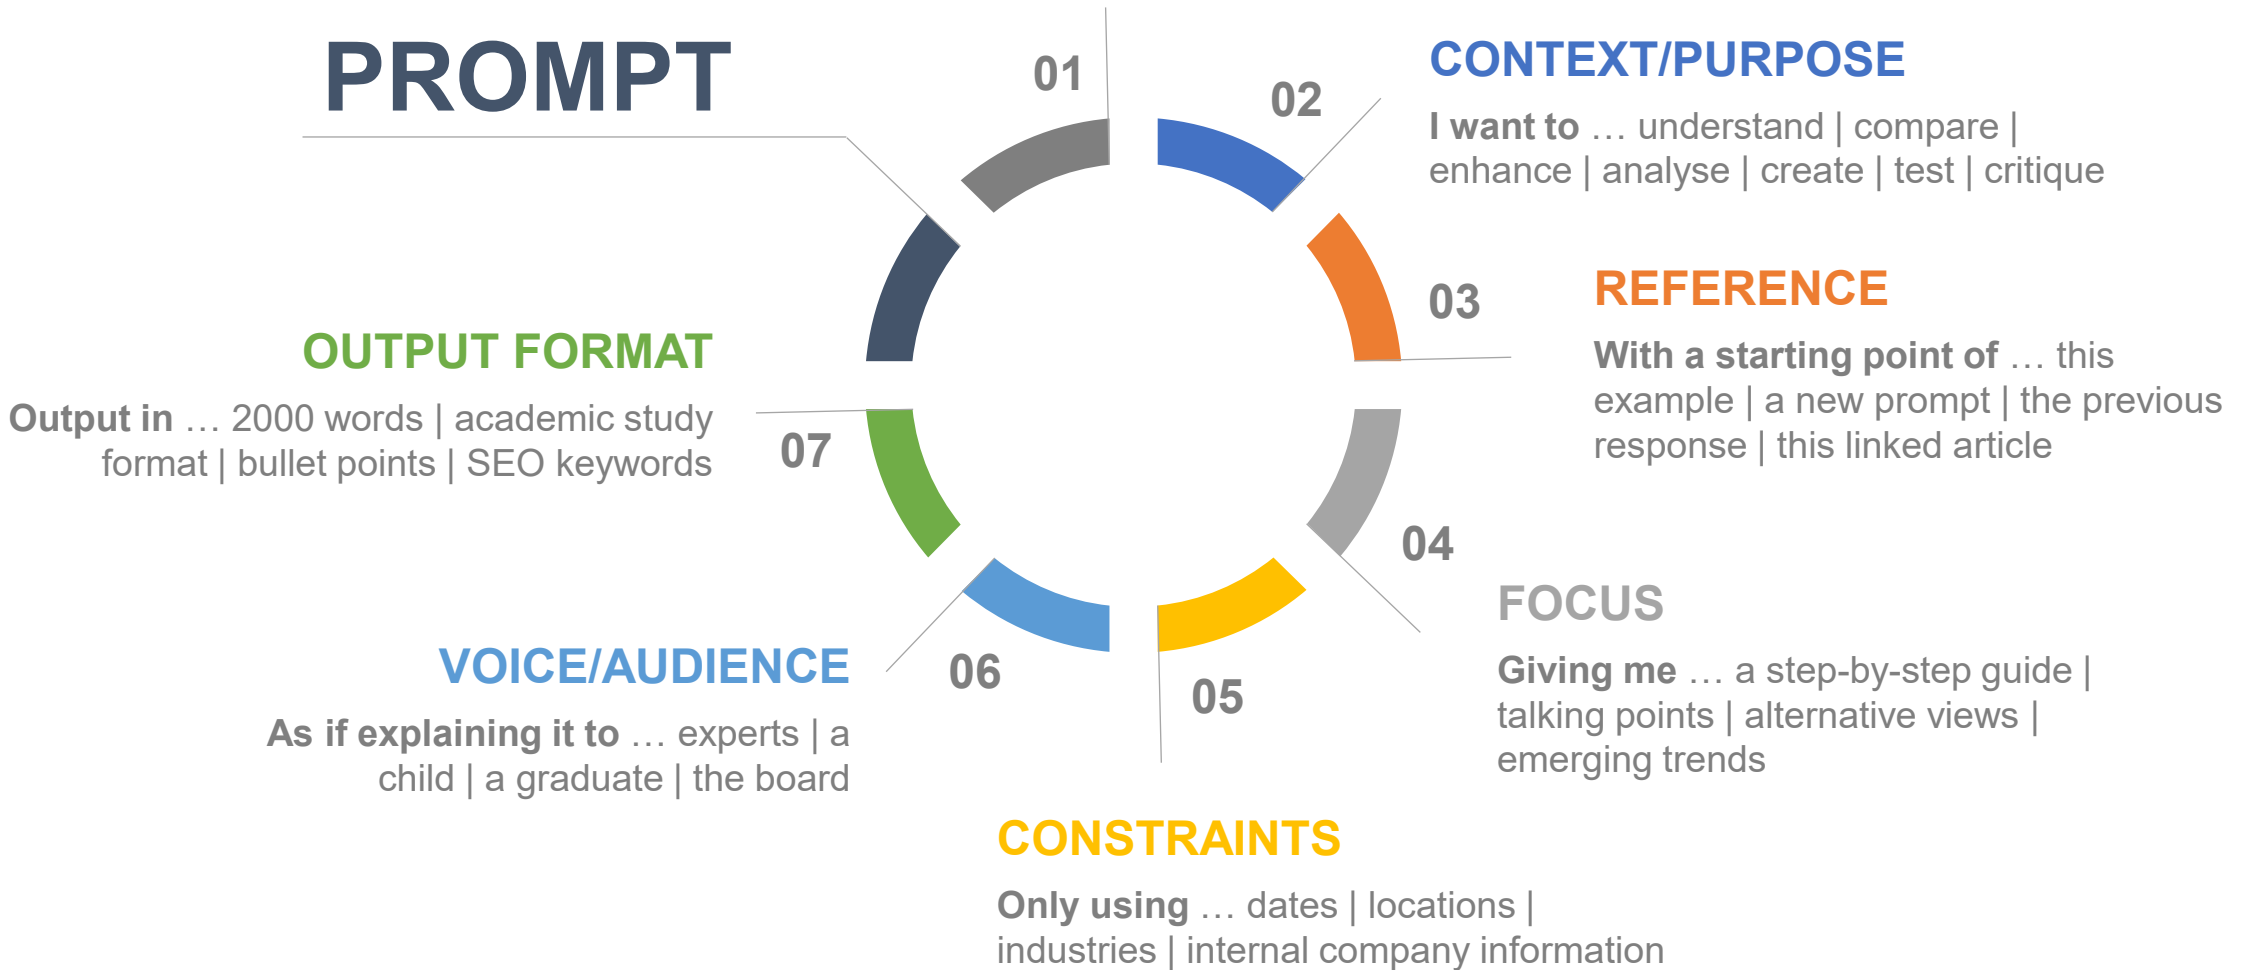 PROMPT
01
02
CONTEXT/PURPOSE
I want to … understand | compare |
enhance | analyse | create | test | critique
03
REFERENCE
With a starting point of … this
example | a new prompt | the previous
response | this linked article
04
FOCUS
Giving me … a step-by-step guide |
talking points | alternative views |
emerging trends
05
CONSTRAINTS
Only using … dates | locations |
industries | internal company information
06
VOICE/AUDIENCE
As if explaining it to … experts | a
child | a graduate | the board
07
OUTPUT FORMAT
Output in … 2000 words | academic study
format | bullet points | SEO keywords